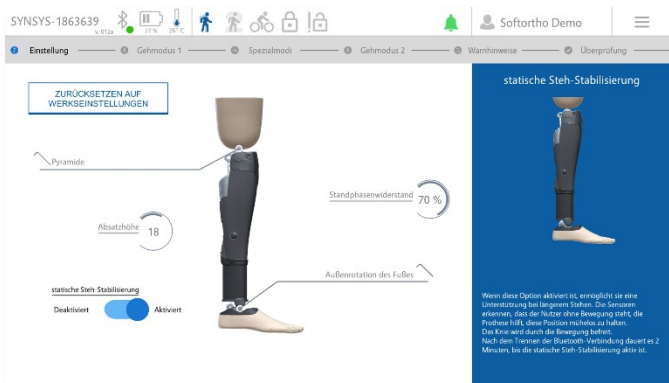 SYNSYS-1863639
v. 012a
27 %
26° C
Softortho Demo
Einstellung
Gehmodus 1
Spezialmodi
Gehmodus 2
Warnhinweise
Überprüfung
ZURÜCKSETZEN AUF
WERKSEINSTELLUNGEN
Pyramide
Standphasenwiderstand
70 %
Absatzhöhe
18
Außenrotation des Fußes
statische Steh-Stabilisierung
Deaktiviert
Aktiviert
statische Steh-Stabilisierung
Wenn diese Option aktiviert ist, ermöglicht sie eine
Unterstützung bei längerem Stehen. Die Sensoren
erkennen, dass der Nutzer ohne Bewegung steht, die
Prothese hilft, diese Position mühelos zu halten.
Das Knie wird durch die Bewegung befreit.
Nach dem Trennen der Bluetooth-Verbindung dauert es 2
Minuten, bis die statische Steh-Stabilisierung aktiv ist.